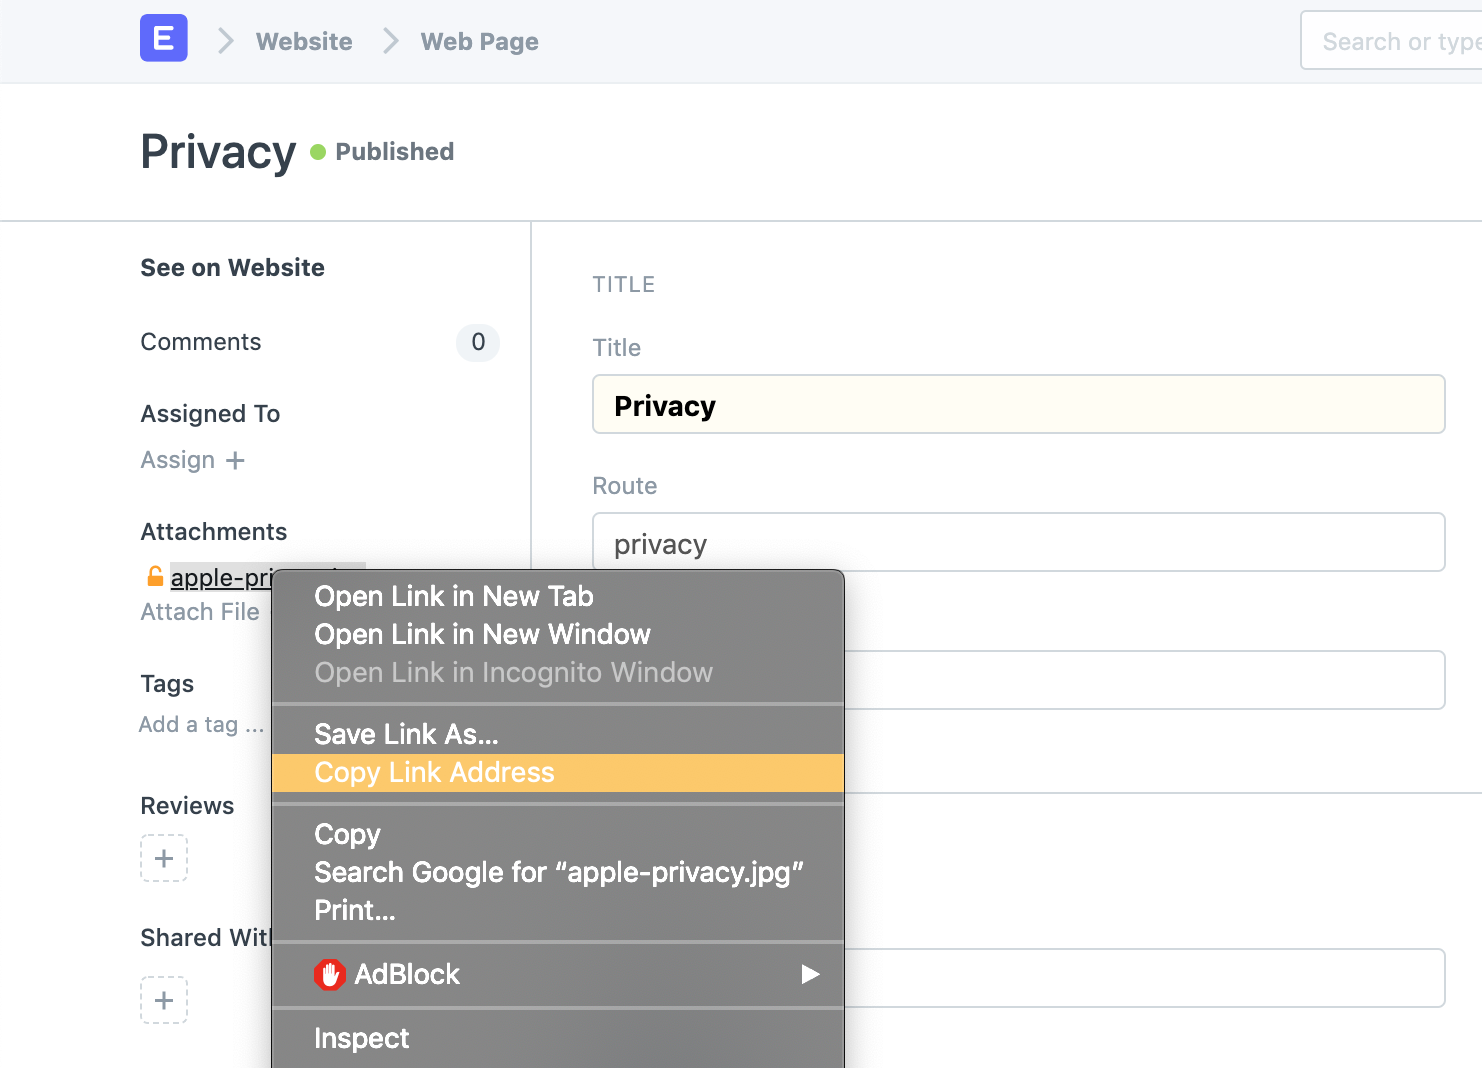 E Website Web Page
Search or type
Privacy Published
See on Website
Comments 0
Assigned To
Assign +
Attachments
Attach File
Tags
Add a tag ...
Reviews
+
Shared With
+
TITLE
Title
Privacy
Route
privacy
Open Link in New Tab
Open Link in New Window
Open Link in Incognito Window
Save Link As...
Copy Link Address
Copy
Search Google for “apple-privacy.jpg”
Print...
AdBlock
Inspect